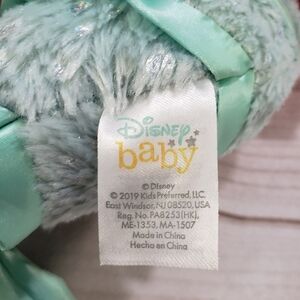 Disney
baby
© Disney
© 2019 Kids Preferred, LLC.
East Windsor, NJ 08520, USA
Reg. No. PA8253(HK),
ME-1353, MA-1507
Made in China
Hecho en China